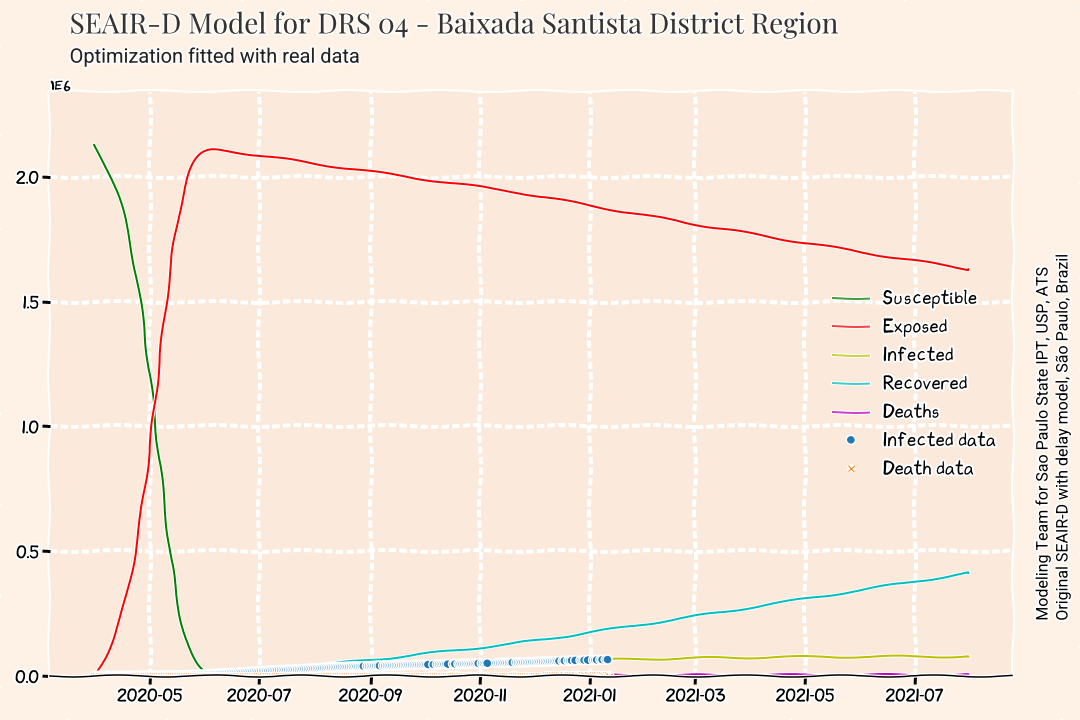 SEAIR-D Model for DRS 04 - Baixada Santista District Region
Optimization fitted with real data
1E6
2.0
1.5
1.0
0.5
0.0
2020-05
2020-07
2020-09
2020-11
2021-01
2021-03
2021-05
2021-07
Susceptible
Exposed
Infected
Recovered
Deaths
Infected data
Death data
Modeling Team for Sao Paulo State IPT, USP, ATS
Original SEAIR-D with delay model, São Paulo, Brazil